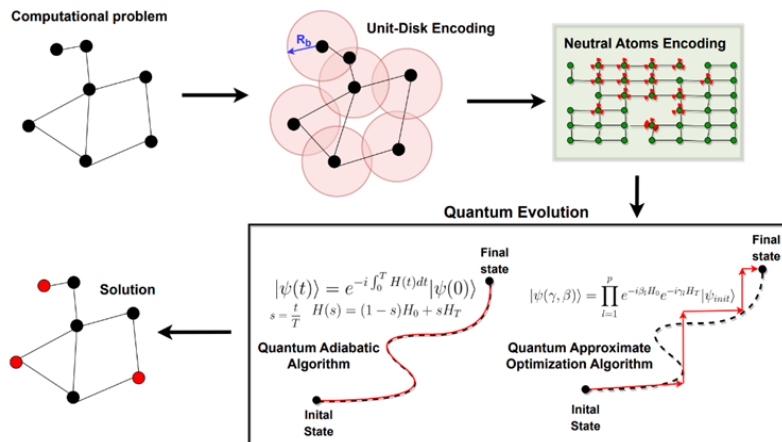 Computational problem
Unit-Disk Encoding
R_b
Neutral Atoms Encoding
Quantum Evolution
Final
state
|ψ(t)⟩ = e^{-i ∫_0^T H(t)dt}|ψ(0)⟩
s = t/T H(s) = (1 − s)H_0 + sH_T
Quantum Adiabatic
Algorithm
Inital
State
Final
state
|ψ(γ, β)⟩ = ∏_{l=1}^{p} e^{-iβ_l H_0} e^{-iγ_l H_T}|ψ_{init}⟩
Quantum Approximate
Optimization Algorithm
Inital
State
Solution